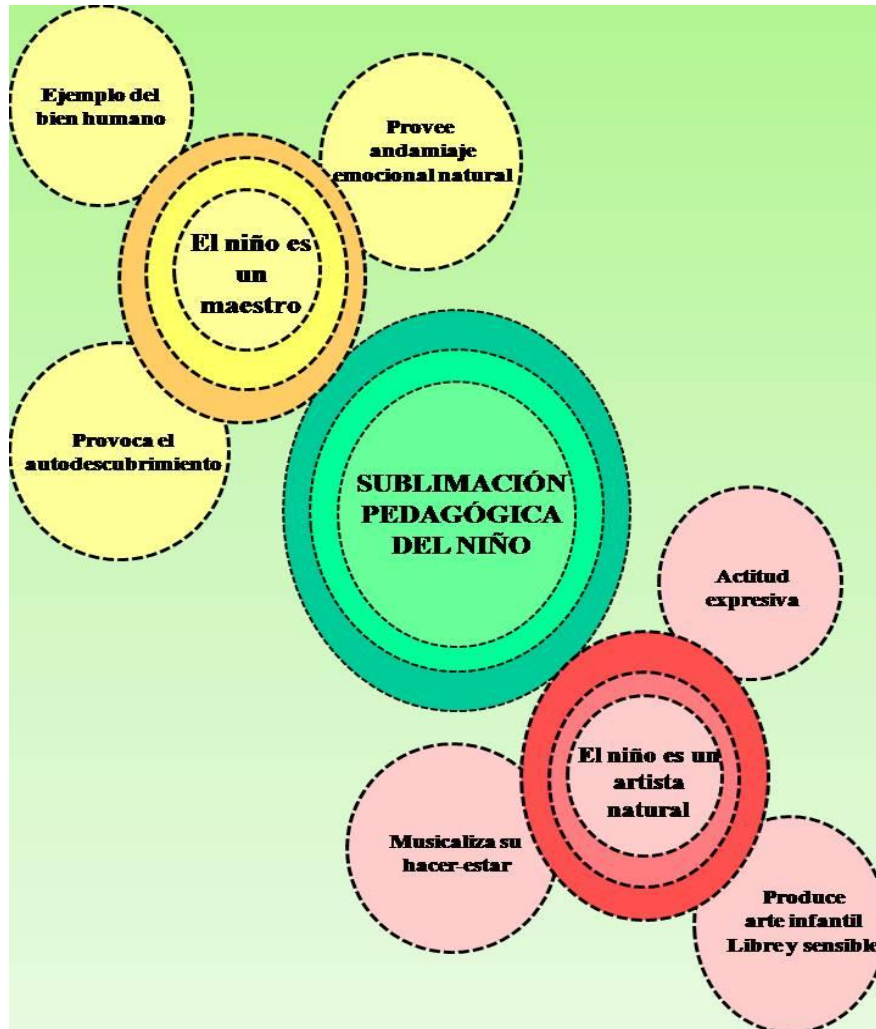 Ejemplo del
bien humano
Provee
andamiaje
emocional natural
El niño es
un
maestro
Provoca el
autodescubrimiento
SUBLIMACIÓN
PEDAGÓGICA
DEL NIÑO
Actitud
expresiva
El niño es un
artista
natural
Musicaliza su
hacer-estar
Produce
arte infantil
Libre y sensible